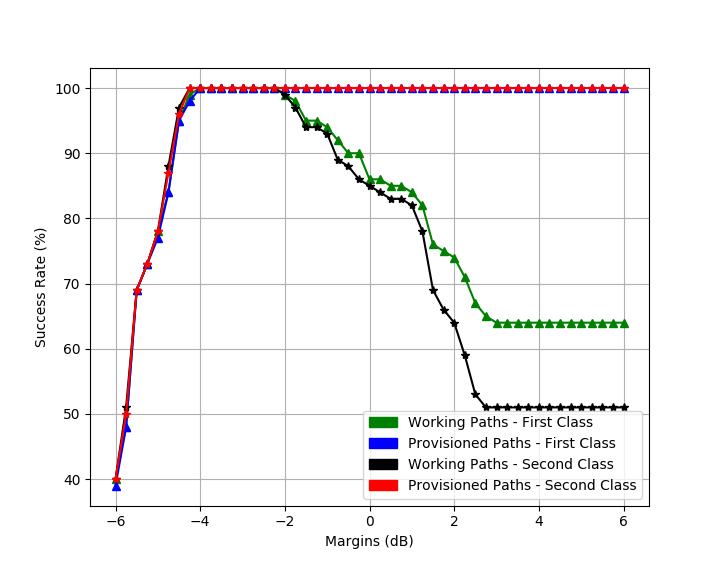 100
90
80
70
60
50
40
Success Rate (%)
Working Paths - First Class
Provisioned Paths - First Class
Working Paths - Second Class
Provisioned Paths - Second Class
−6 −4 −2 0 2 4 6
Margins (dB)